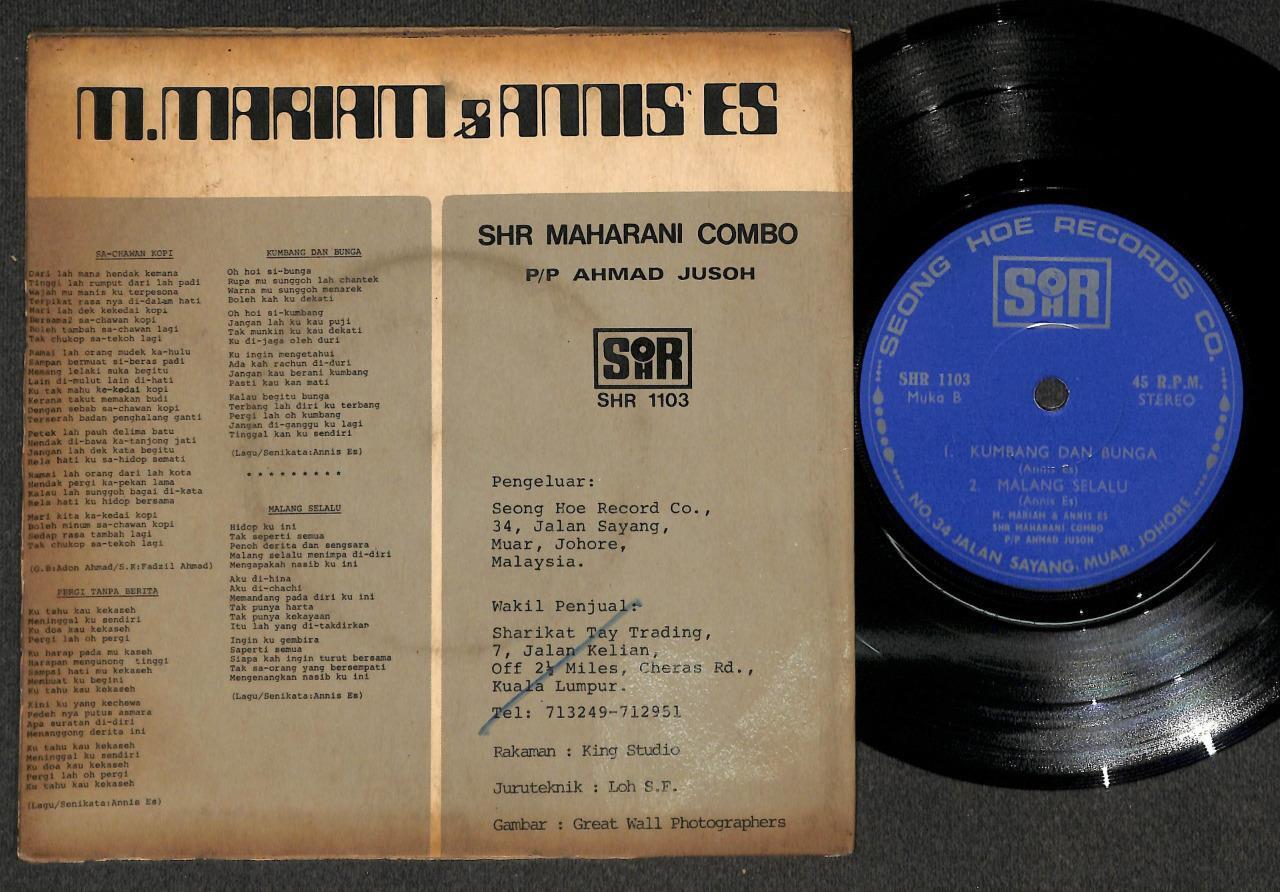 M. MARIAM & ANNIS ES
SA-CHAWAN KOPI
Dari lah mana hendak kemana
Tinggi lah rumput dari lah padi
Wajah mu manis ku terpesona
Terpikat rasa nya di-dalam hati
Mari lah dek kekedai kopi
Bersama2 sa-chawan kopi
Boleh tambah sa-chawan lagi
Tak chukop sa-tekoh lagi
Ramai lah orang mudek ka-hulu
Sampan bermuat si-beras padi
Memang lelaki suka begitu
Lain di-mulut lain di-hati
Ku tak mahu ke-kedai kopi
Kerana takut memakan budi
Dengan sebab sa-chawan kopi
Terserah badan penghalang ganti
Petek lah pauh delima batu
Hendak di-bawa ka-tanjong jati
Jangan lah dek kata begitu
Rela hati ku sa-hidop semati
Ramai lah orang dari lah kota
Hendak pergi ka-pekan lama
Kalau lah sunggoh bagai di-kata
Rela hati ku hidop bersama
Mari kita ka-kedai kopi
Boleh minum sa-chawan kopi
Sedap rasa tambah lagi
Tak chukop sa-tekoh lagi
(G.B:Adon Ahmad/S.K:Fadzil Ahmad)
PERGI TANPA BERITA
Ku tahu kau kekaseh
Meninggal ku sendiri
Ku doa kau kekaseh
Pergi lah oh pergi
Ku harap pada mu kaseh
Harapan mengunong tinggi
Sampai hati mu kekaseh
Membuat ku begini
Ku tahu kau kekaseh
Kini ku yang kechewa
Pedeh nya putus asmara
Apa suratan di-diri
Menanggong derita ini
Ku tahu kau kekaseh
Meninggal ku sendiri
Ku doa kau kekaseh
Pergi lah oh pergi
Ku tahu kau kekaseh
(Lagu/Senikata:Annis Es)
KUMBANG DAN BUNGA
Oh hoi si-bunga
Rupa mu sunggoh lah chantek
Warna mu sunggoh menarek
Boleh kah ku dekati
Oh hoi si-kumbang
Jangan lah ku kau puji
Tak munkin ku kau dekati
Ku di-jaga oleh duri
Ku ingin mengetahui
Ada kah rachun di-duri
Jangan kau berani kumbang
Pasti kau kan mati
Kalau begitu bunga
Terbang lah diri ku terbang
Pergi lah oh kumbang
Jangan di-ganggu ku lagi
Tinggal kan ku sendiri
(Lagu/Senikata:Annis Es)
* * * * * * * * *
MALANG SELALU
Hidop ku ini
Tak seperti semua
Penoh derita dan sengsara
Malang selalu menimpa di-diri
Mengapakah nasib ku ini
Aku di-hina
Aku di-chachi
Memandang pada diri ku ini
Tak punya harta
Tak punya kekayaan
Itu lah yang di-takdirkan
Ingin ku gembira
Saperti semua
Siapa kah ingin turut bersama
Tak sa-orang yang bersempati
Mengenangkan nasib ku ini
(Lagu/Senikata:Annis Es)
SHR MAHARANI COMBO
P/P AHMAD JUSOH
SHR
SHR 1103
Pengeluar:
Seong Hoe Record Co.,
34, Jalan Sayang,
Muar, Johore,
Malaysia.
Wakil Penjual:
Sharikat Tay Trading,
7, Jalan Kelian,
Off 2½ Miles, Cheras Rd.,
Kuala Lumpur.
Tel: 713249-712951
Rakaman : King Studio
Juruteknik : Loh S.F.
Gambar : Great Wall Photographers
SEONG HOE RECORDS CO.
SHR
SHR 1103
Muka B
45 R.P.M.
STEREO
1. KUMBANG DAN BUNGA
(Annis Es)
2. MALANG SELALU
(Annis Es)
M. MARIAH & ANNIS ES
SHR MAHARANI COMBO
P/P AHMAD JUSOH
NO. 34 JALAN SAYANG, MUAR, JOHORE